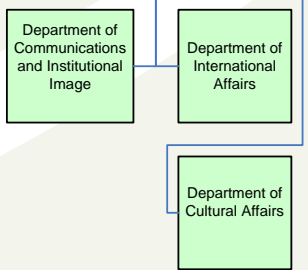 Department of
Communications
and Institutional
Image
Department of
International
Affairs
Department of
Cultural Affairs